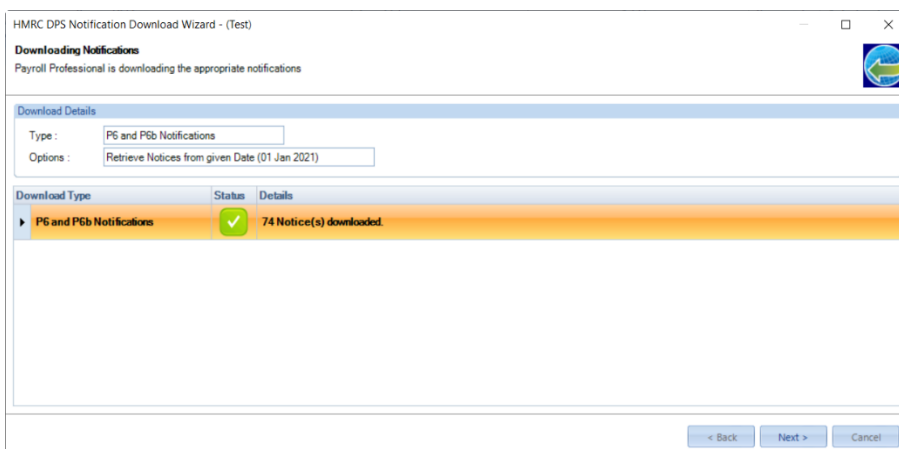 HMRC DPS Notification Download Wizard - (Test)
Downloading Notifications
Payroll Professional is downloading the appropriate notifications
Download Details
Type : P6 and P6b Notifications
Options : Retrieve Notices from given Date (01 Jan 2021)
Download Type Status Details
P6 and P6b Notifications 74 Notice(s) downloaded.
< Back Next > Cancel